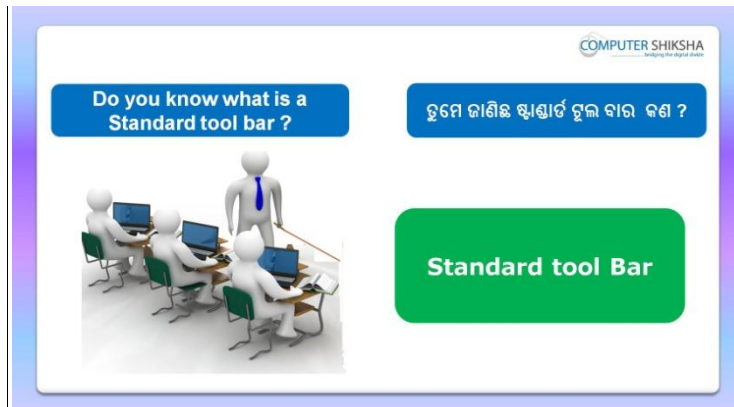 COMPUTER SHIKSHA
bridging the digital divide
Do you know what is a
Standard tool bar ?
ତୁମେ ଜାଣିଛ ଷ୍ଟାଣ୍ଡାର୍ଡ ଟୁଲ ବାର କଣ ?
Standard tool Bar